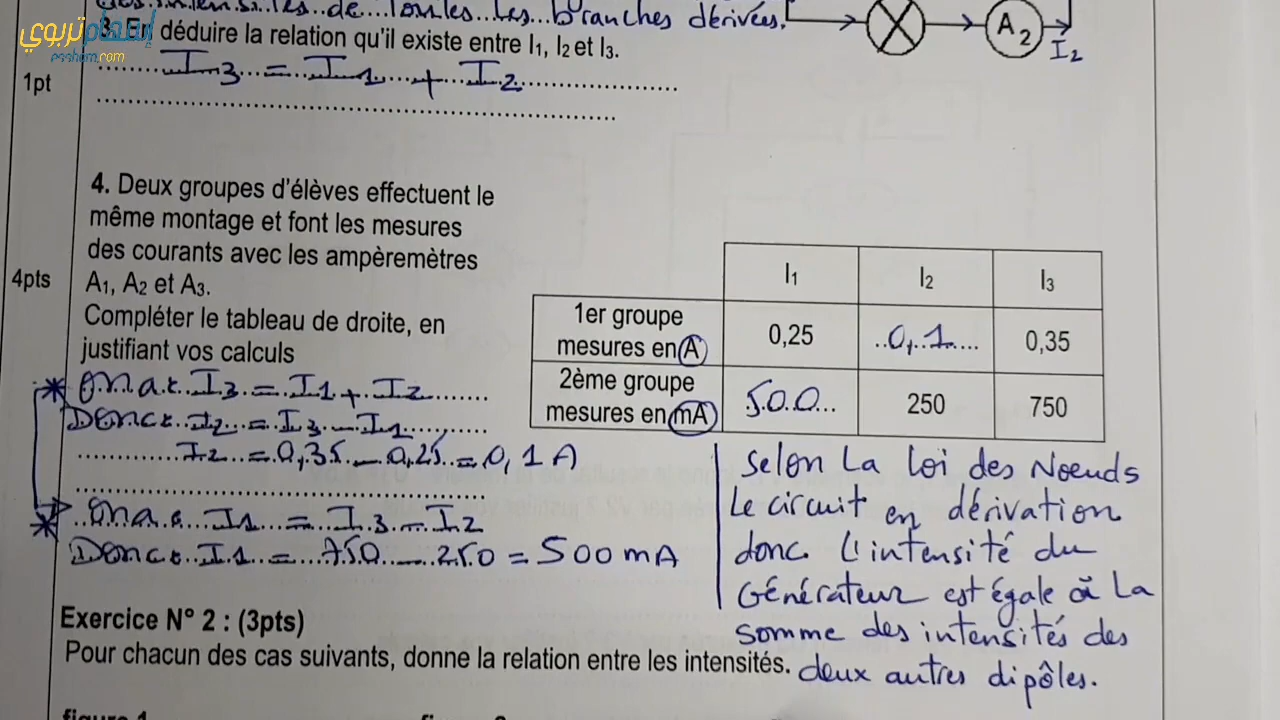 des intensités de toutes les branches dérivées.
إسهام تربوي
esshom.com
3. En déduire la relation qu'il existe entre I1, I2 et I3.
I3 = I1 + I2
1pt
A2
I2
4. Deux groupes d'élèves effectuent le
même montage et font les mesures
des courants avec les ampèremètres
A1, A2 et A3.
4pts
Compléter le tableau de droite, en
justifiant vos calculs
I1 I2 I3
1er groupe
mesures en A 0,25 0,1 0,35
2ème groupe
mesures en mA 500 250 750
* On a : I3 = I1 + I2
Donc : I2 = I3 - I1
I2 = 0,35 - 0,25 = 0,1 A
* On a : I1 = I3 - I2
Donc : I1 = 750 - 250 = 500 mA
Selon La loi des Noeuds
Le circuit en dérivation
donc l'intensité du
Générateur est égale à La
somme des intensités des
deux autres dipôles.
Exercice N° 2 : (3pts)
Pour chacun des cas suivants, donne la relation entre les intensités.
figure 1